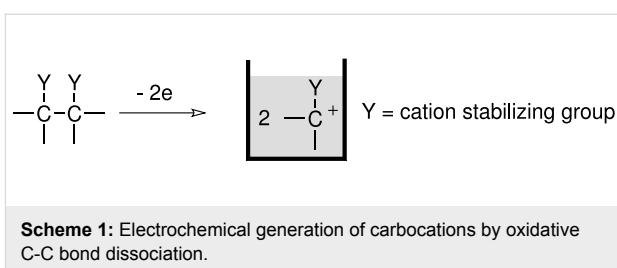 Y Y
- 2e
—C—C—
Y
2 —C +
Y = cation stabilizing group
Scheme 1: Electrochemical generation of carbocations by oxidative
C-C bond dissociation.